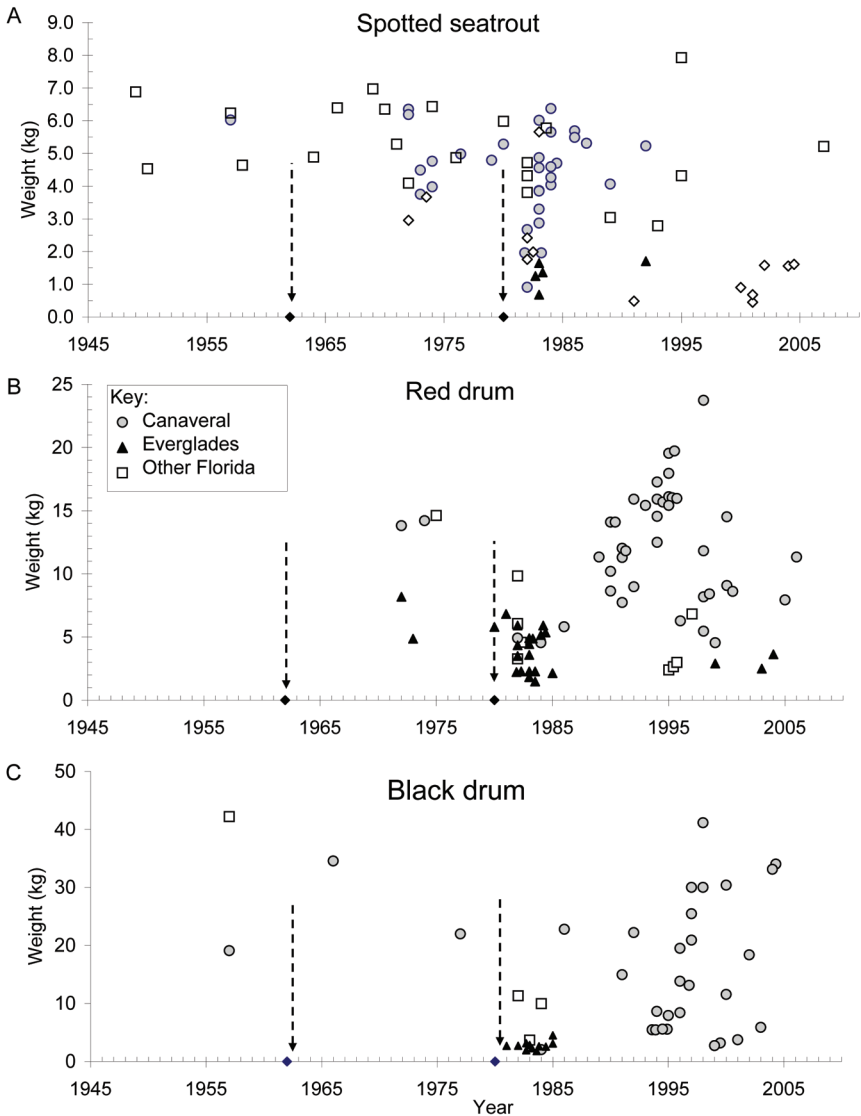 A
Spotted seatrout
9.0
8.0
7.0
6.0
5.0
4.0
3.0
2.0
1.0
0.0
Weight (kg)
1945 1955 1965 1975 1985 1995 2005
B
Red drum
25
20
15
10
5
0
Weight (kg)
Key:
Canaveral
Everglades
Other Florida
1945 1955 1965 1975 1985 1995 2005
C
Black drum
50
40
30
20
10
0
Weight (kg)
1945 1955 1965 1975 1985 1995 2005
Year